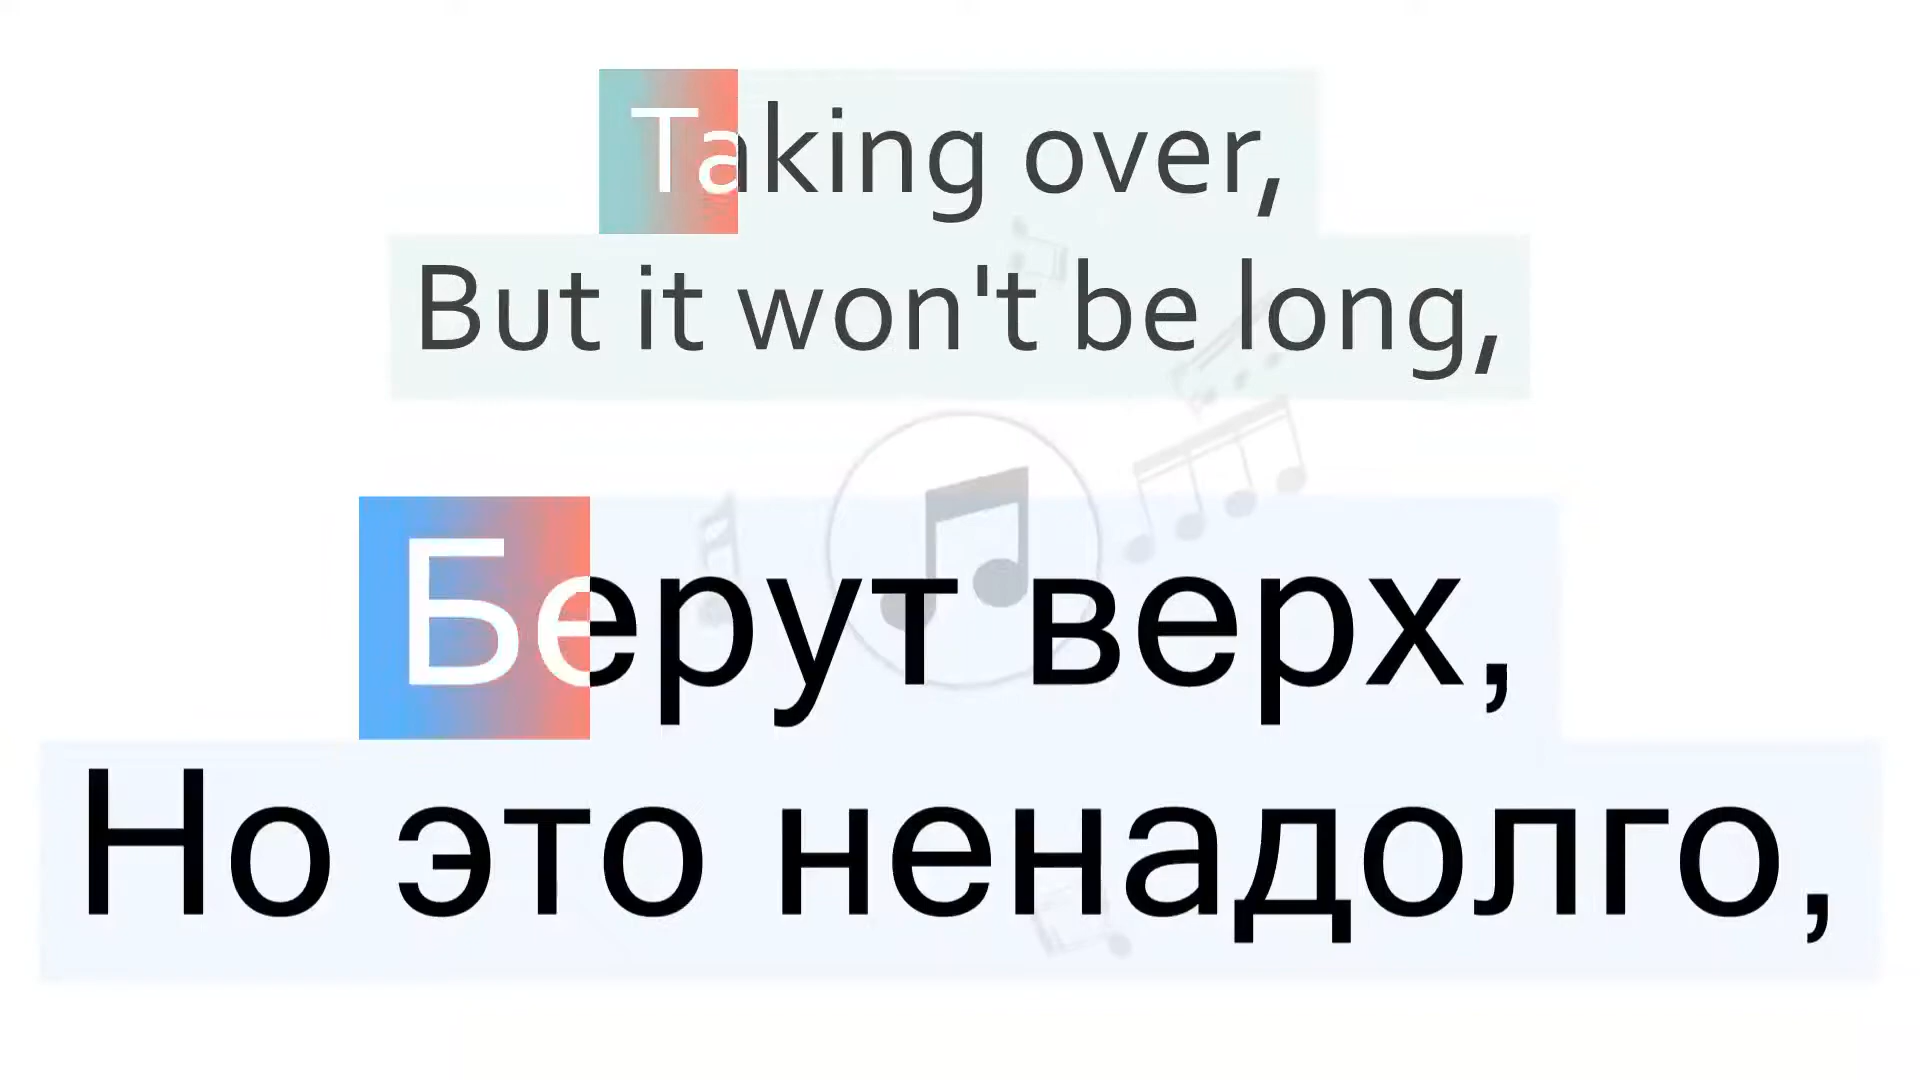 Taking over,
But it won't be long,
Берут верх,
Но это ненадолго,